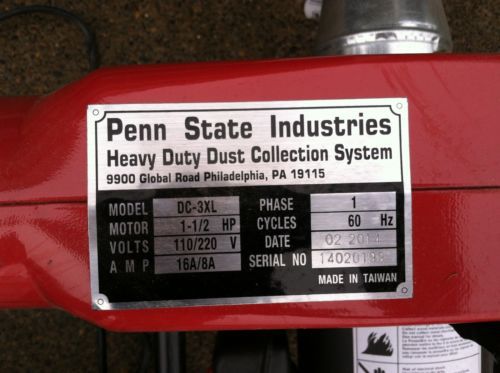 Penn State Industries
Heavy Duty Dust Collection System
9900 Global Road Philadelphia, PA 19115
MODEL DC-3XL PHASE 1
MOTOR 1-1/2 HP CYCLES 60 Hz
VOLTS 110/220 V DATE 02 2014
AMP 16A/8A SERIAL NO
MADE IN TAIWAN